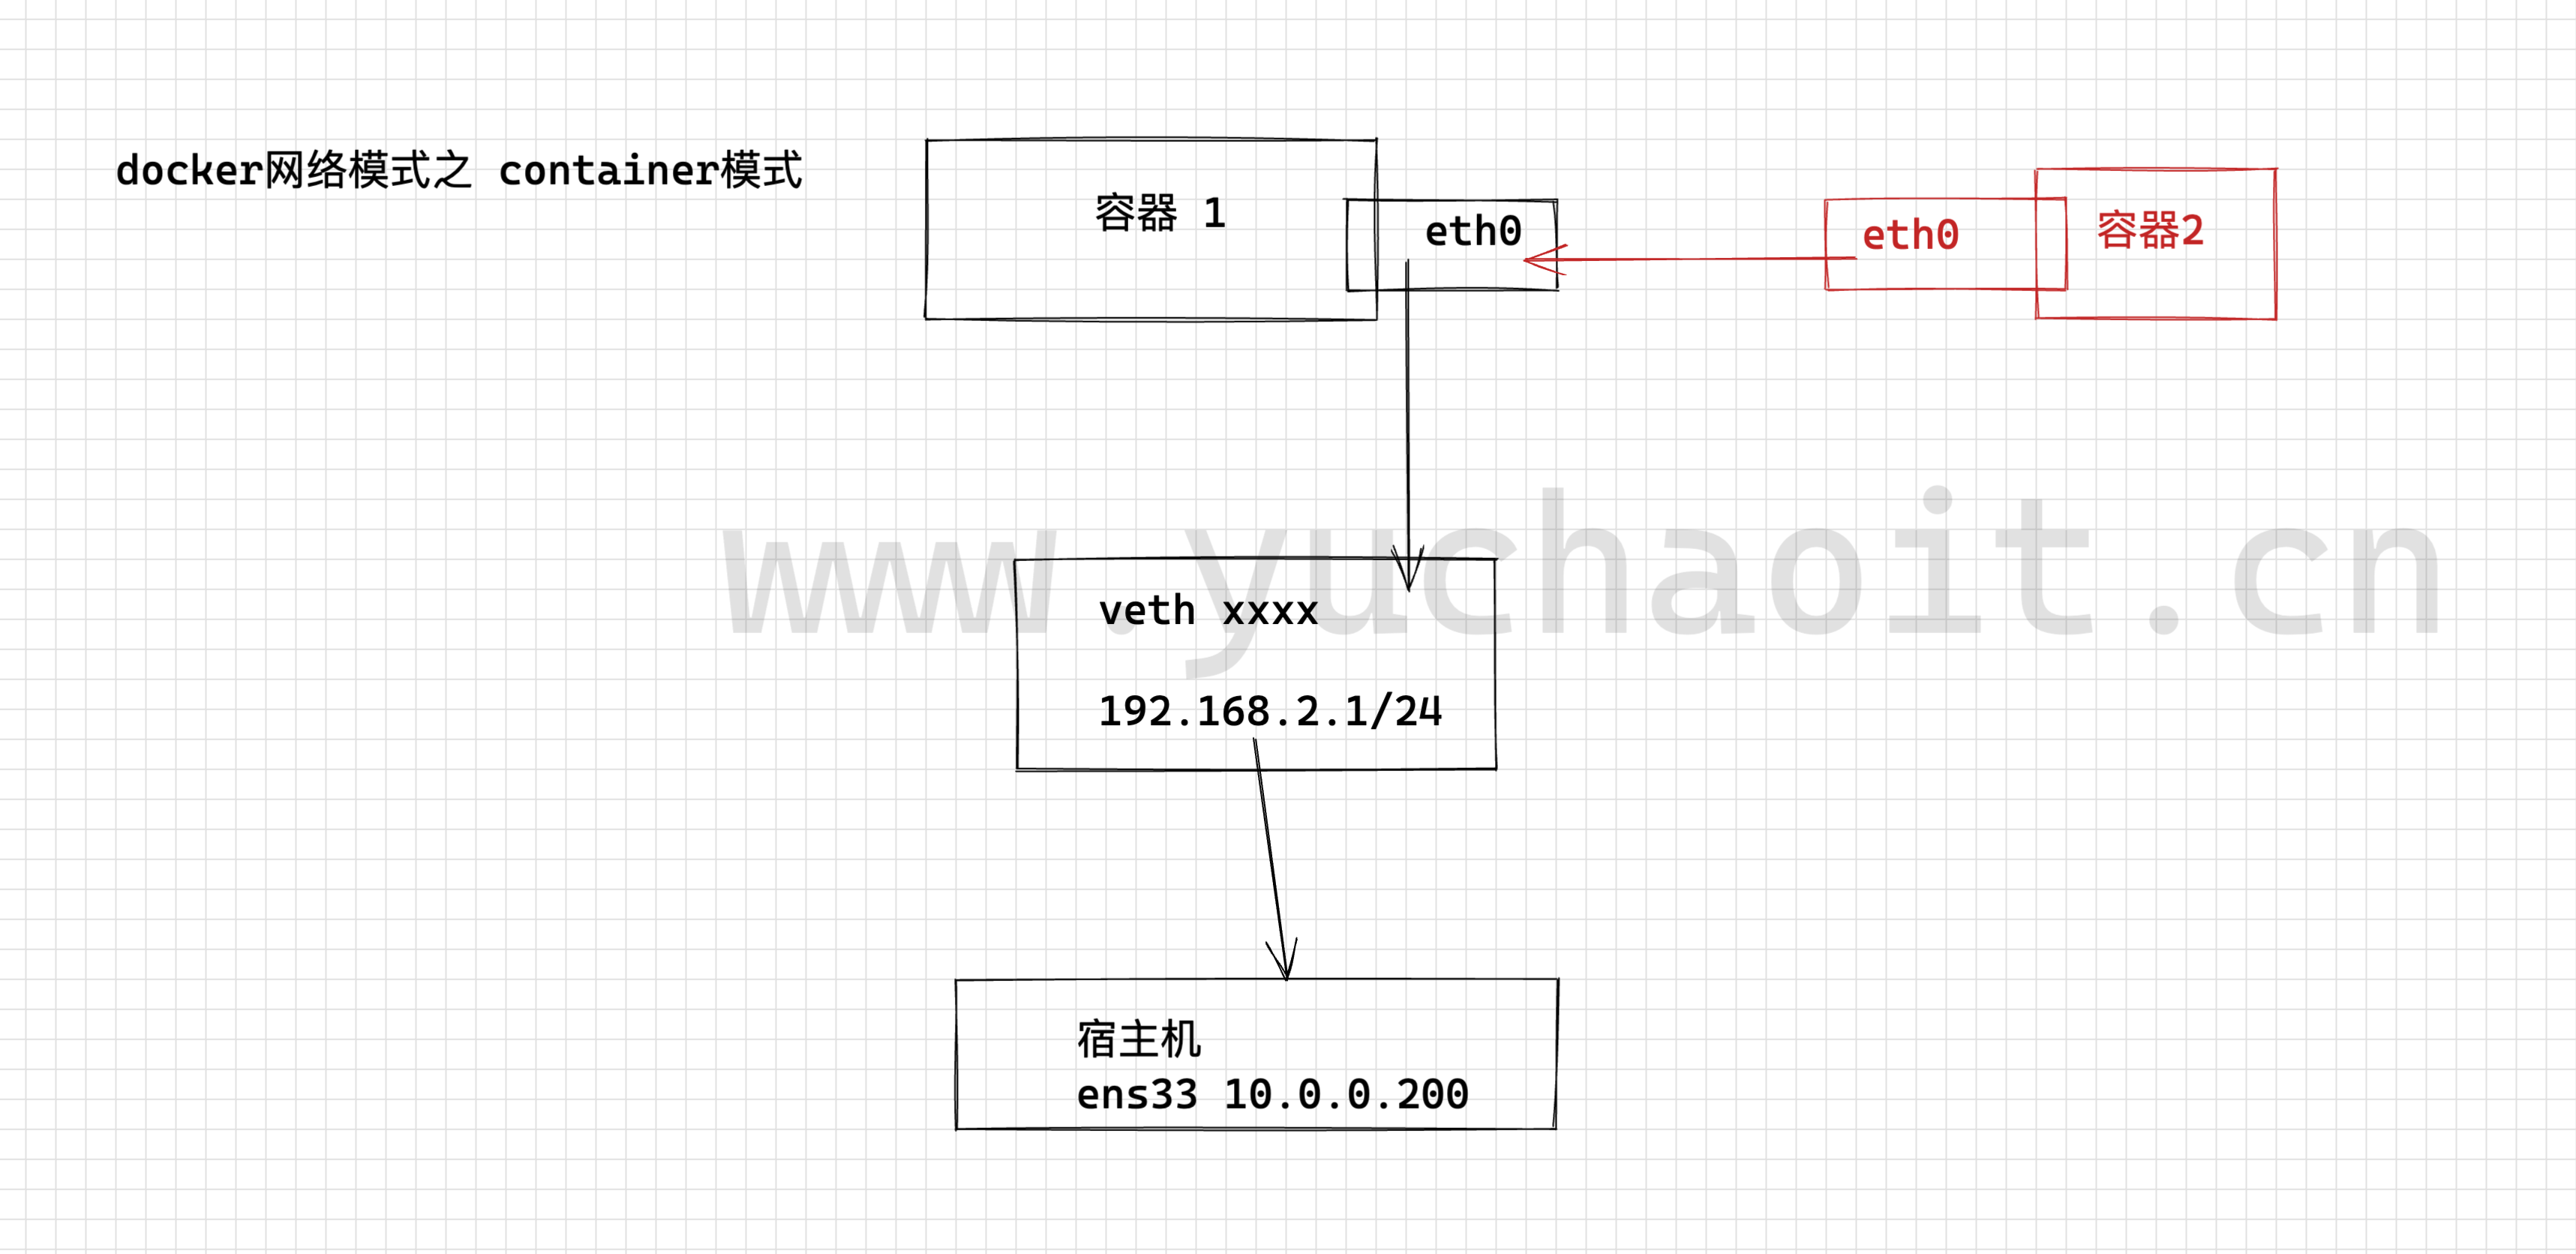 docker网络模式之 container模式
容器 1
eth0
eth0
容器2
www.yuchaoit.cn
veth xxxx
192.168.2.1/24
宿主机
ens33 10.0.0.200